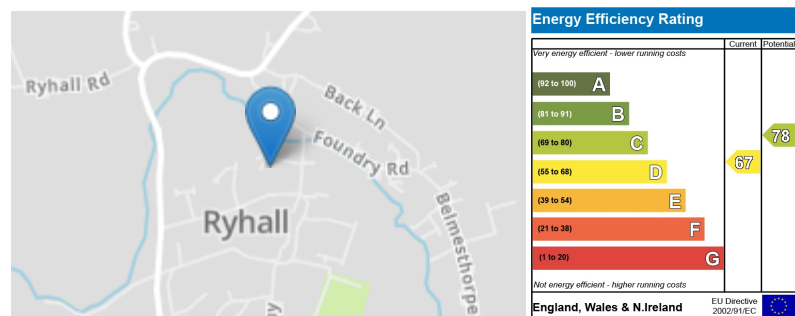 Ryhall Rd
Back Ln
Foundry Rd
Ryhall
Belmesthorpe
Energy Efficiency Rating
Current Potential
Very energy efficient - lower running costs
(92 to 100) A
(81 to 91) B
(69 to 80) C
(55 to 68) D
(39 to 54) E
(21 to 38) F
(1 to 20) G
67
78
Not energy efficient - higher running costs
England, Wales & N.Ireland
EU Directive
2002/91/EC